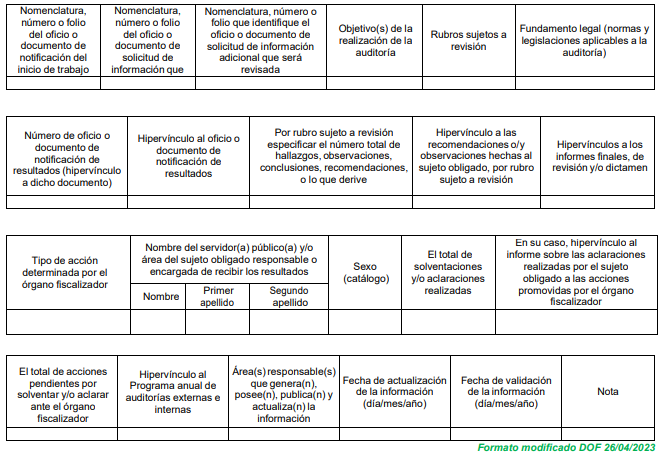 Nomenclatura,
número o folio
del oficio o
documento de
notificación del
inicio de trabajo
Nomenclatura,
número o folio
del oficio o
documento de
solicitud de
información que
Nomenclatura, número o
folio que identifique el
oficio o documento de
solicitud de información
adicional que será
revisada
Objetivo(s) de la
realización de la
auditoría
Rubros sujetos a
revisión
Fundamento legal (normas y
legislaciones aplicables a la
auditoría)
Número de oficio o
documento de
notificación de
resultados (hipervínculo
a dicho documento)
Hipervínculo al oficio o
documento de
notificación de
resultados
Por rubro sujeto a revisión
especificar el número total de
hallazgos, observaciones,
conclusiones, recomendaciones,
o lo que derive
Hipervínculo a las
recomendaciones o/y
observaciones hechas al
sujeto obligado, por rubro
sujeto a revisión
Hipervínculos a los
informes finales, de
revisión y/o dictamen
Tipo de acción
determinada por el
órgano fiscalizador
Nombre del servidor(a) público(a) y/o
área del sujeto obligado responsable o
encargada de recibir los resultados
Nombre
Primer
apellido
Segundo
apellido
Sexo
(catálogo)
El total de
solventaciones
y/o aclaraciones
realizadas
En su caso, hipervínculo al
informe sobre las aclaraciones
realizadas por el sujeto
obligado a las acciones
promovidas por el órgano
fiscalizador
El total de acciones
pendientes por
solventar y/o aclarar
ante el órgano
fiscalizador
Hipervínculo al
Programa anual de
auditorías externas e
internas
Área(s) responsable(s)
que genera(n),
posee(n), publica(n) y
actualiza(n) la
información
Fecha de actualización
de la información
(día/mes/año)
Fecha de validación
de la información
(día/mes/año)
Nota
Formato modificado DOF 26/04/2023